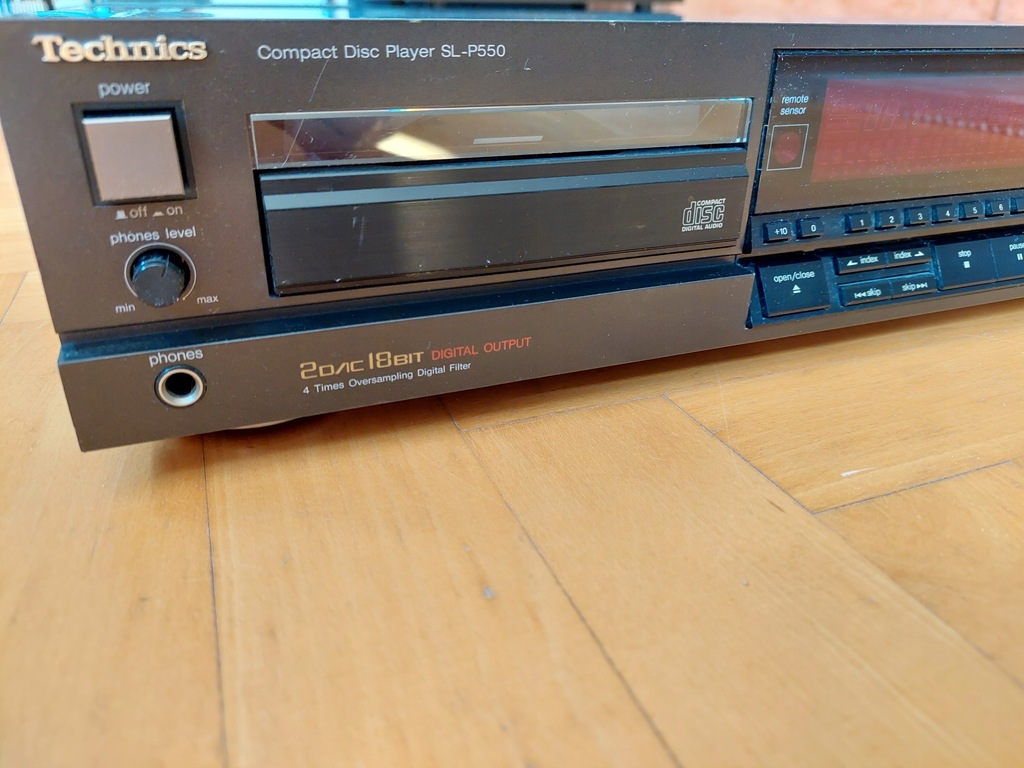 Technics
Compact Disc Player SL-P550
power
off on
phones level
min max
phones
COMPACT
disc
DIGITAL AUDIO
2DAC 18BIT DIGITAL OUTPUT
4 Times Oversampling Digital Filter
remote
sensor
+10 0 1 2 3 4 5 6
open/close
index index
skip skip
stop
pause